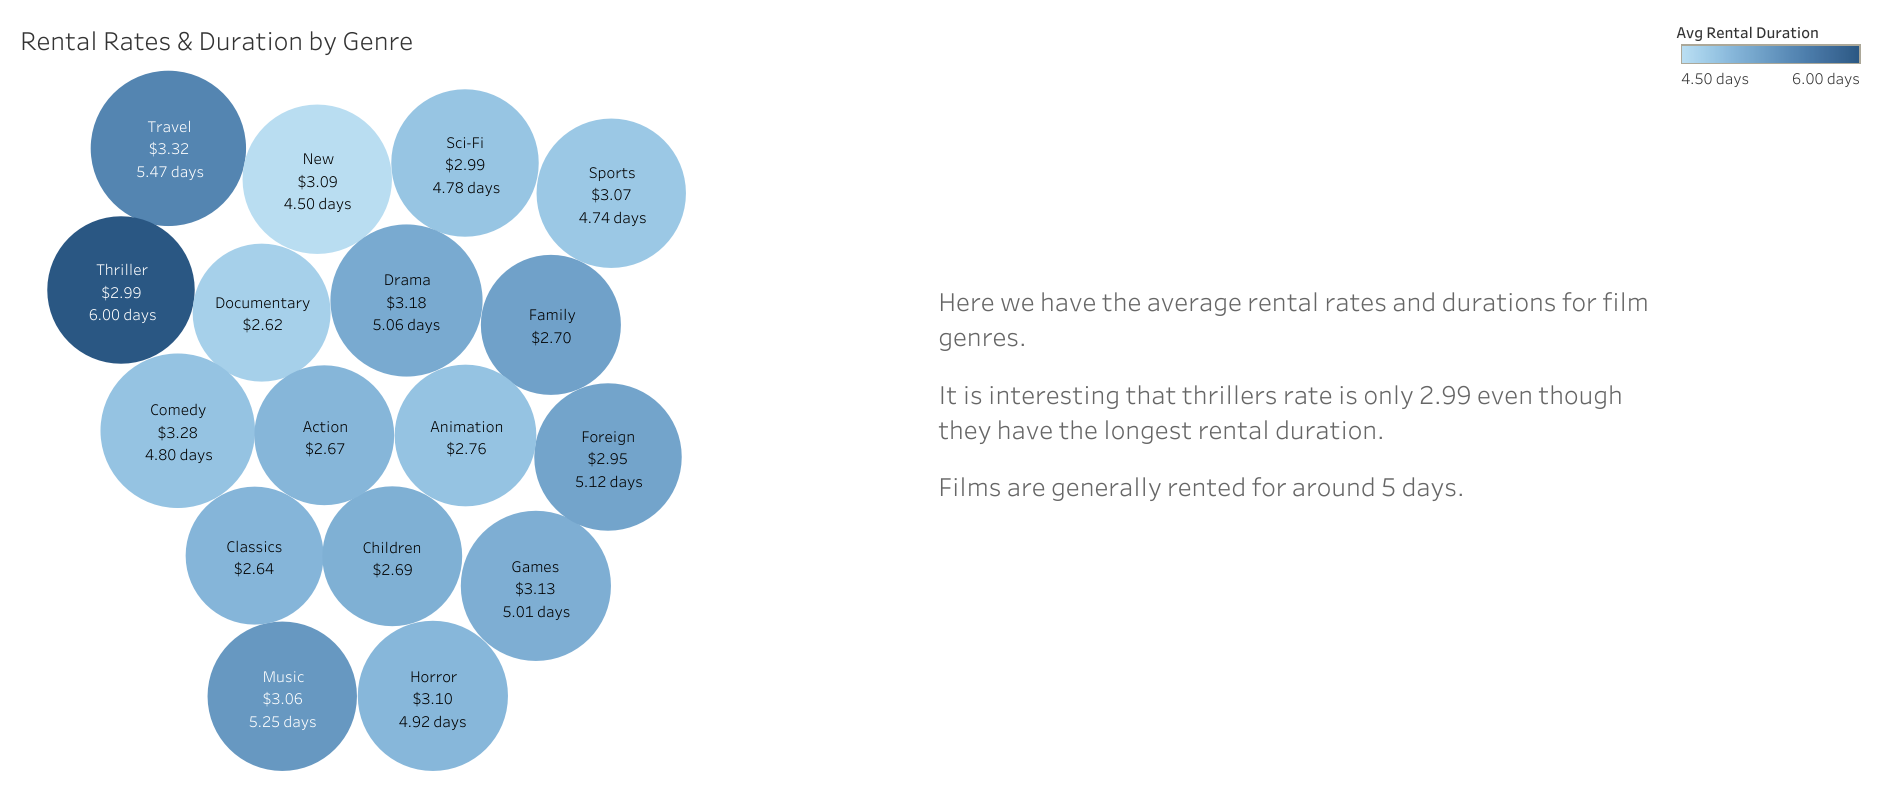 Rental Rates & Duration by Genre
Avg Rental Duration
4.50 days 6.00 days
Travel
$3.32
5.47 days
New
$3.09
4.50 days
Sci-Fi
$2.99
4.78 days
Sports
$3.07
4.74 days
Thriller
$2.99
6.00 days
Documentary
$2.62
Drama
$3.18
5.06 days
Family
$2.70
Comedy
$3.28
4.80 days
Action
$2.67
Animation
$2.76
Foreign
$2.95
5.12 days
Classics
$2.64
Children
$2.69
Games
$3.13
5.01 days
Music
$3.06
5.25 days
Horror
$3.10
4.92 days
Here we have the average rental rates and durations for film
genres.
It is interesting that thrillers rate is only 2.99 even though
they have the longest rental duration.
Films are generally rented for around 5 days.